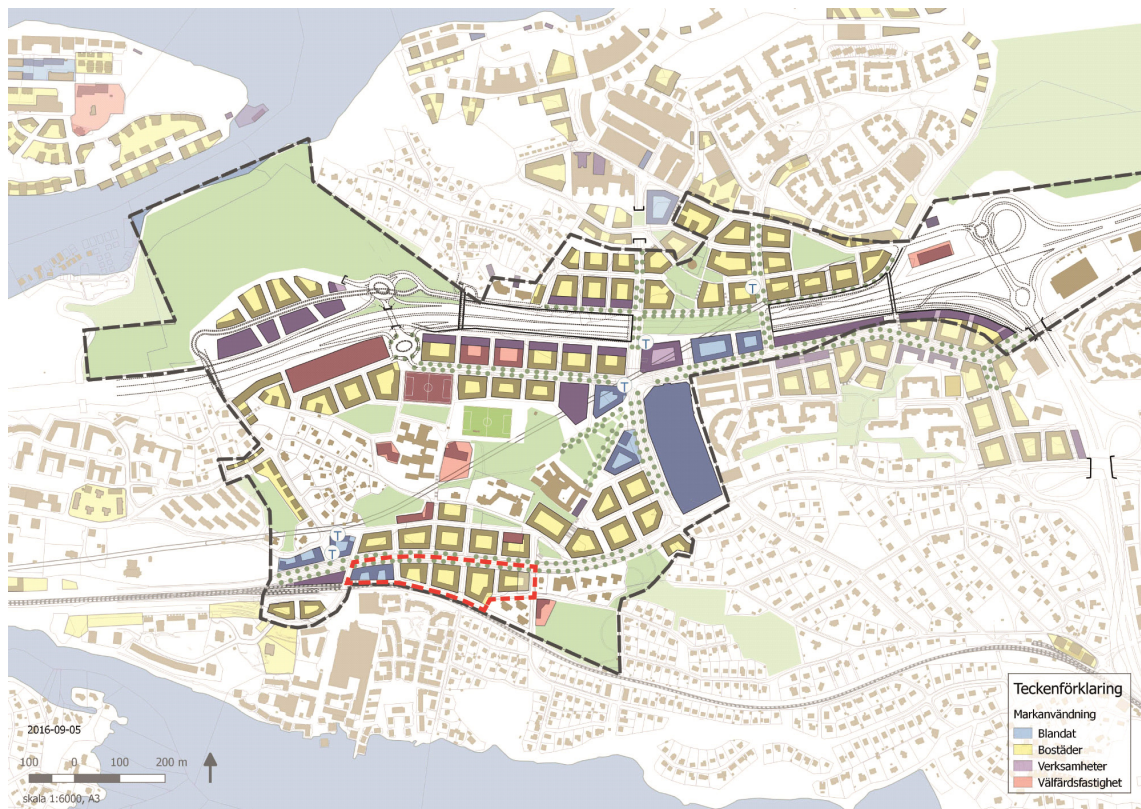 T
T
T
T
T
2016-09-05
100 0 100 200 m
skala 1:6000, A3
Teckenförklaring
Markanvändning
Blandat
Bostäder
Verksamheter
Välfärdsfastighet